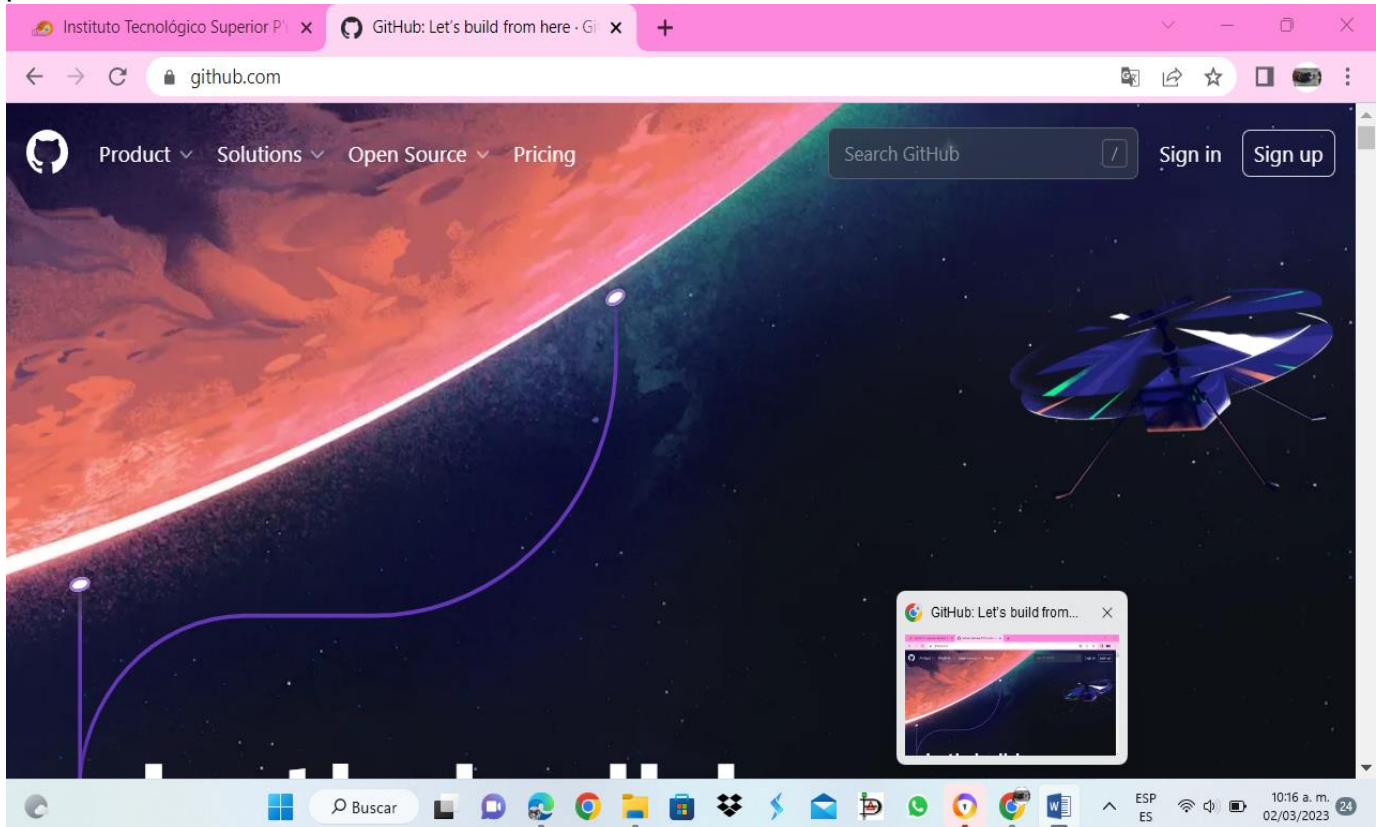 Instituto Tecnológico Superior P'
GitHub: Let's build from here · Gi
github.com
Product
Solutions
Open Source
Pricing
Search GitHub
/
Sign in
Sign up
GitHub: Let's build from...
Buscar
ESP
ES
10:16 a. m.
02/03/2023
24